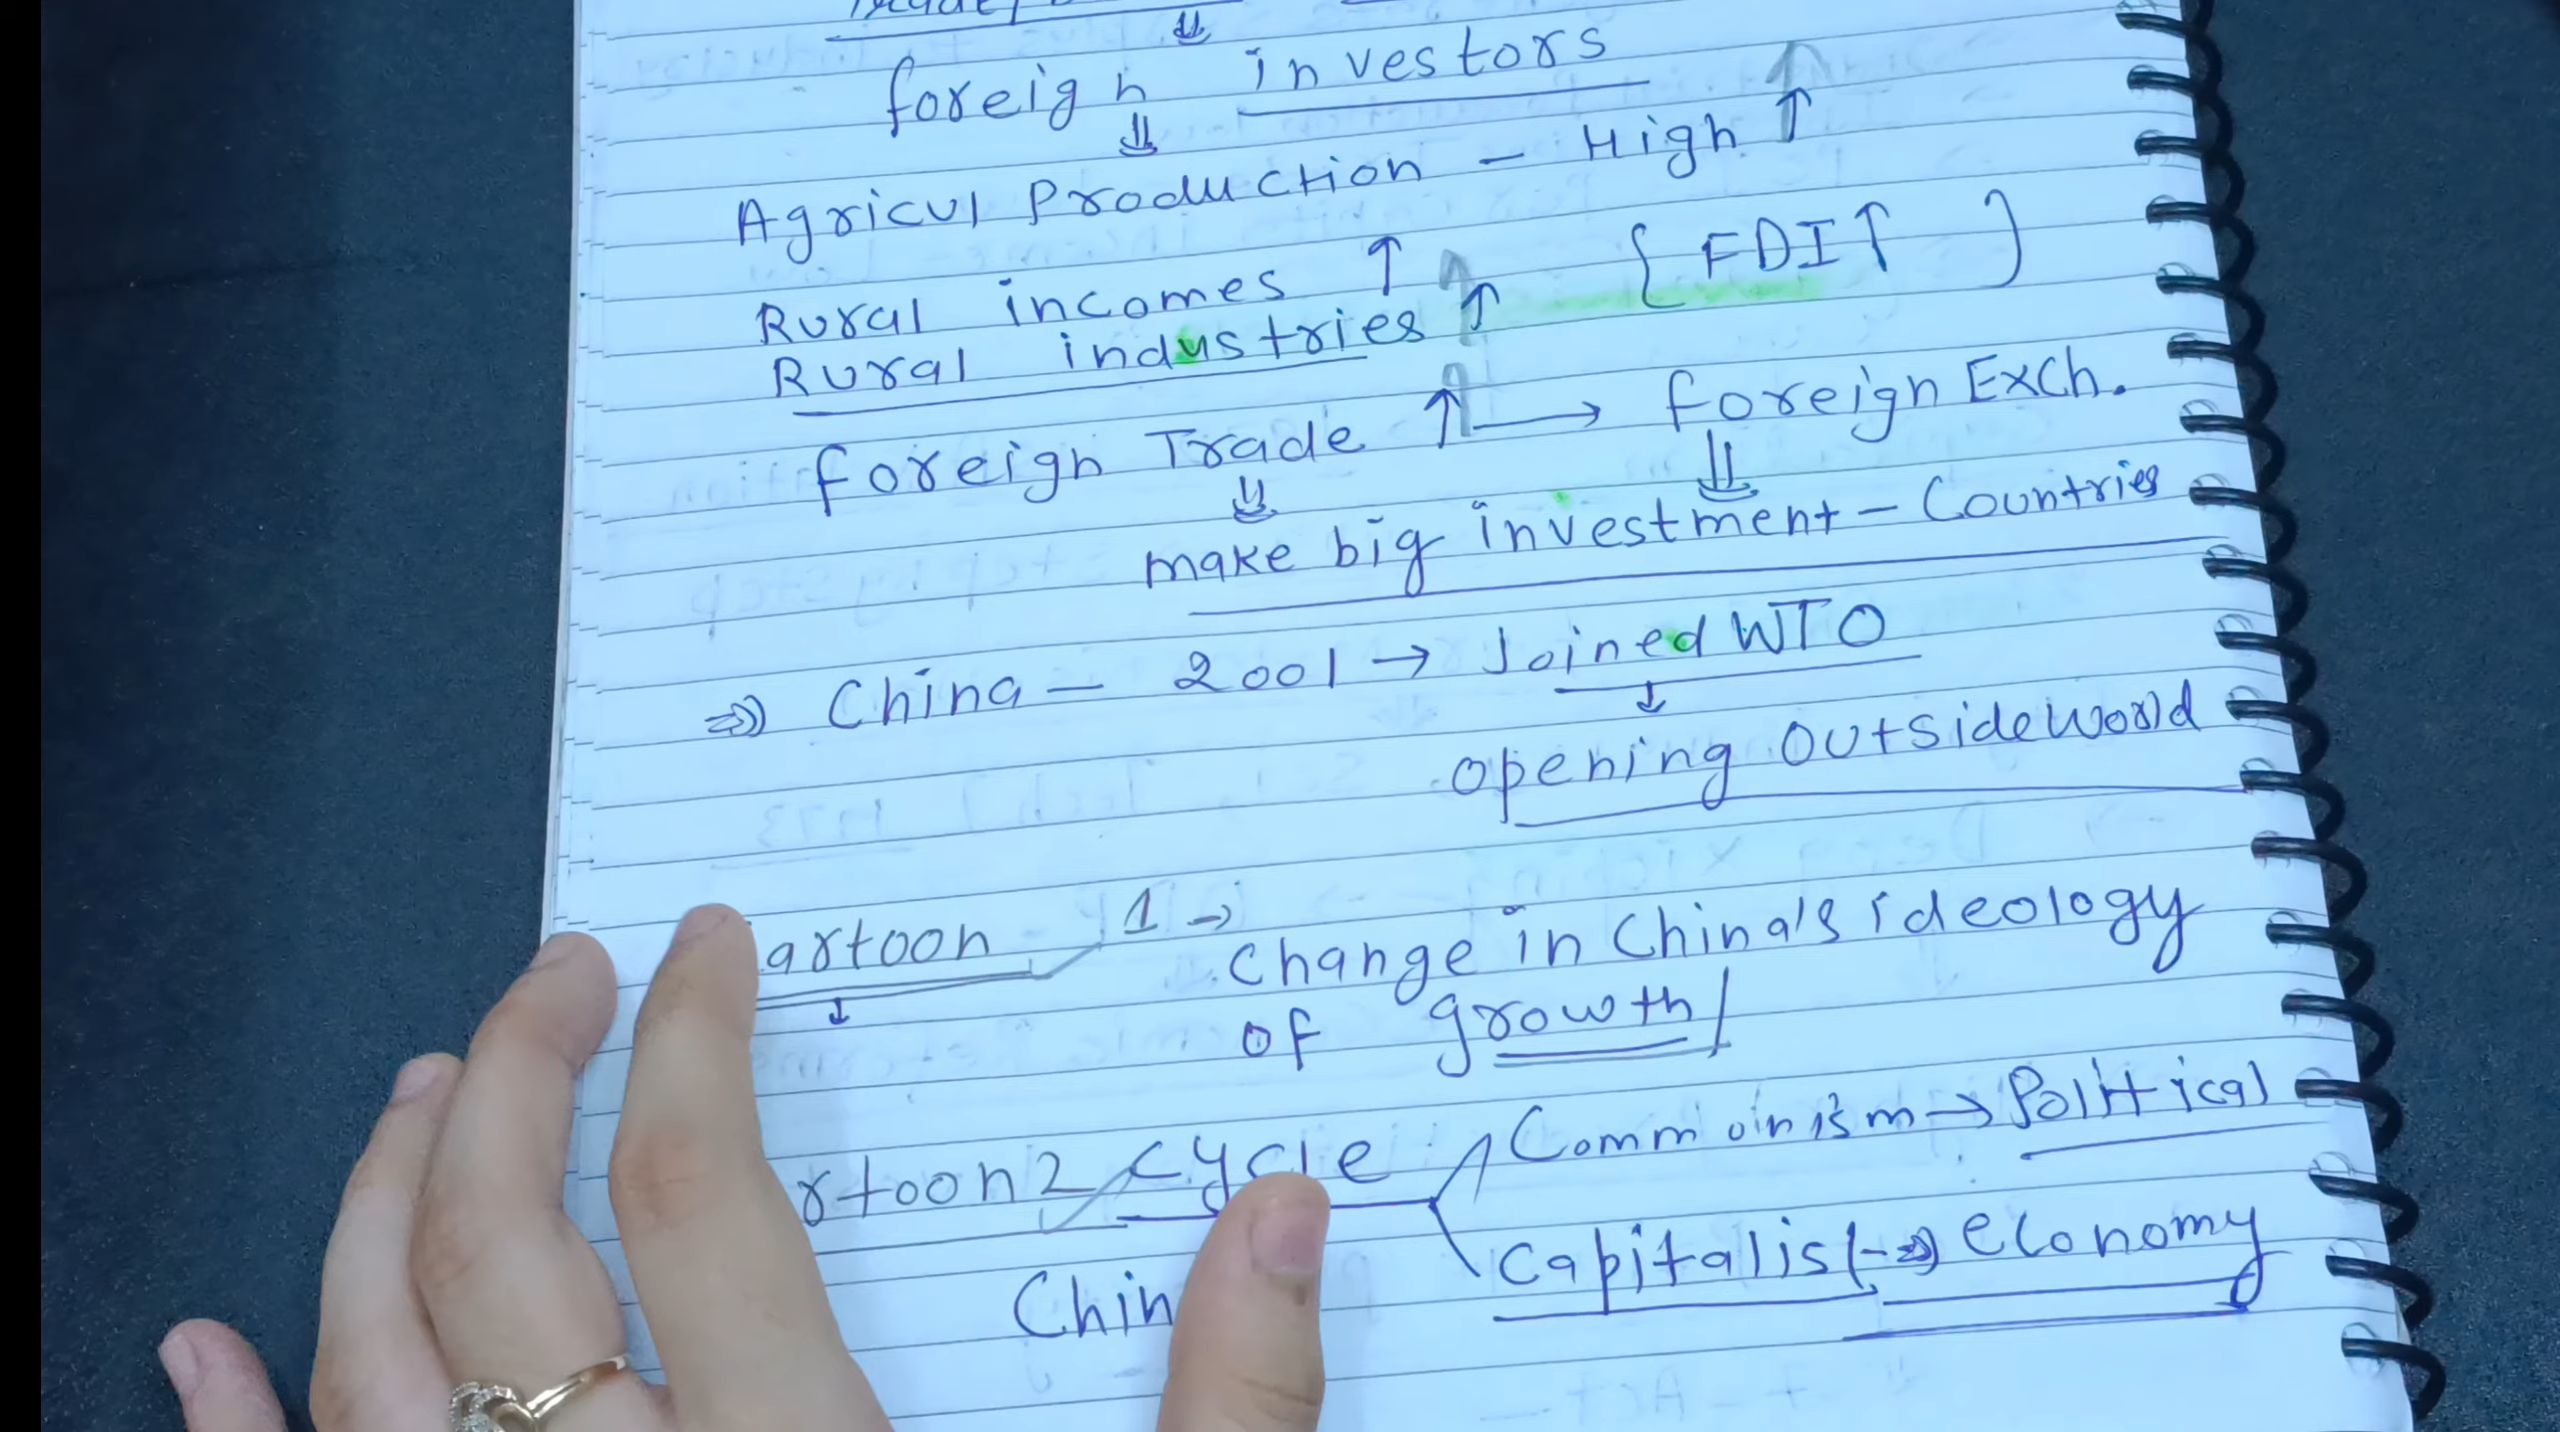 ⇓
foreign investors
⇓
Agricul Production - High ↑
Rural incomes ↑ { FDI↑ }
Rural industries ↑
foreign Trade ↑ → foreign Exch.
⇓ ⇓
make big investment - Countries
⇒ China - 2001 → Joined WTO
↓
opening outside world
artoon 1 →
↓
Change in China's ideology
of growth/
rtoon 2 cycle
Commoinism → Political
Capitalist → economy
Chin